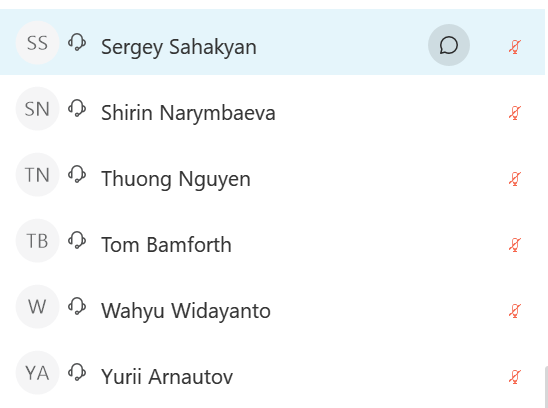 SS Sergey Sahakyan
SN Shirin Narymbaeva
TN Thuong Nguyen
TB Tom Bamforth
W Wahyu Widayanto
YA Yurii Arnautov